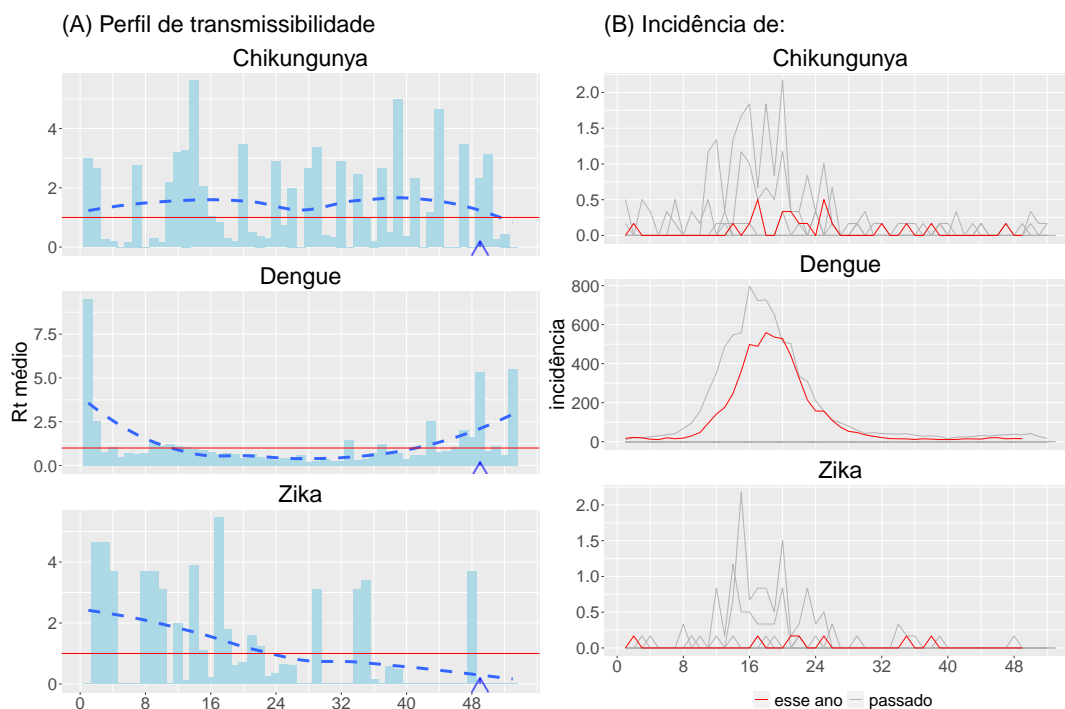 (A) Perfil de transmissibilidade
Chikungunya
4
2
0
Dengue
7.5
5.0
2.5
0.0
Rt médio
Zika
4
2
0
0 8 16 24 32 40 48
(B) Incidência de:
Chikungunya
2.0
1.5
1.0
0.5
0.0
Dengue
800
600
400
200
0
incidência
Zika
2.0
1.5
1.0
0.5
0.0
0 8 16 24 32 40 48
esse ano passado